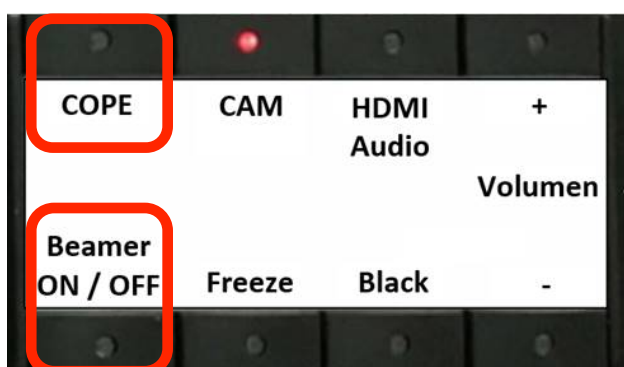 COPE CAM HDMI +
Audio
Volumen
Beamer
ON / OFF Freeze Black -